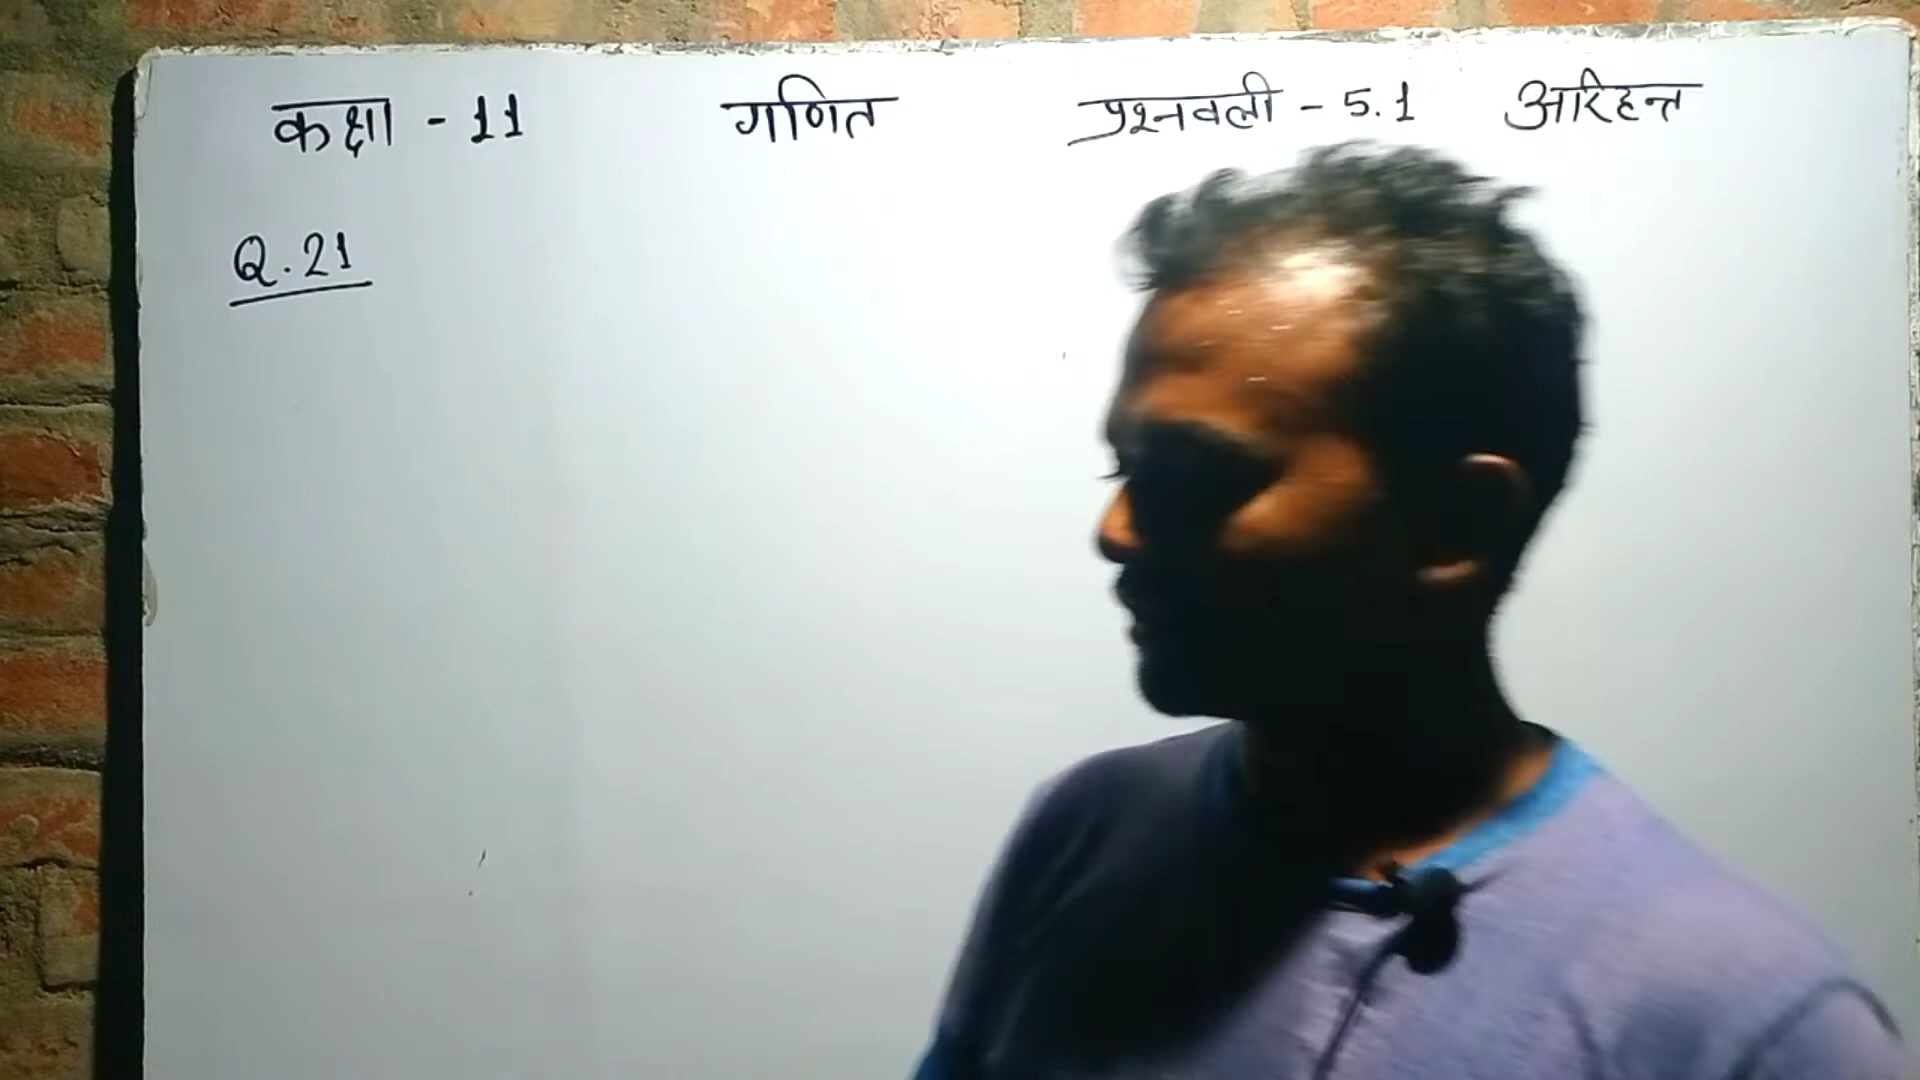 कक्षा - 11 गणित प्रश्नवली - 5.1 अरिहन्त
Q.21